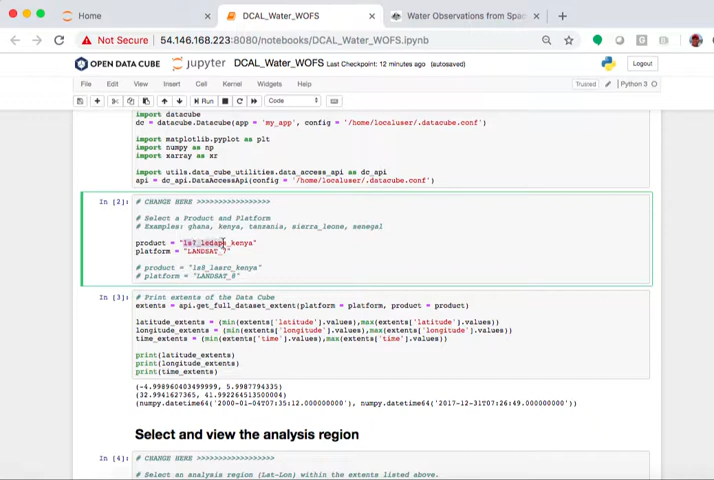 Home ×
DCAL_Water_WOFS ×
Water Observations from Spac ×
Not Secure 54.146.168.223:8080/notebooks/DCAL_Water_WOFS.ipynb
OPEN DATA CUBE jupyter DCAL_Water_WOFS Last Checkpoint: 12 minutes ago (autosaved) Logout
File Edit View Insert Cell Kernel Widgets Help Trusted Python 3
Run Code
import datacube
dc = datacube.Datacube(app = 'my_app', config = '/home/localuser/.datacube.conf')
import matplotlib.pyplot as plt
import numpy as np
import xarray as xr
import utils.data_cube_utilities.data_access_api as dc_api
api = dc_api.DataAccessApi(config = '/home/localuser/.datacube.conf')
In [2]: # CHANGE HERE >>>>>>>>>>>>>>>>>
# Select a Product and Platform
# Examples: ghana, kenya, tanzania, sierra_leone, senegal
product = "ls7_ledaps_kenya"
platform = "LANDSAT_7"
# product = "ls8_lasrc_kenya"
# platform = "LANDSAT_8"
In [3]: # Print extents of the Data Cube
extents = api.get_full_dataset_extent(platform = platform, product = product)
latitude_extents = (min(extents['latitude'].values),max(extents['latitude'].values))
longitude_extents = (min(extents['longitude'].values),max(extents['longitude'].values))
time_extents = (min(extents['time'].values),max(extents['time'].values))
print(latitude_extents)
print(longitude_extents)
print(time_extents)
(-4.998960403499999, 5.9987794335)
(32.9941627365, 41.992264513500004)
(numpy.datetime64('2000-01-04T07:35:12.000000000'), numpy.datetime64('2017-12-31T07:26:49.000000000'))
Select and view the analysis region
In [4]: # CHANGE HERE >>>>>>>>>>>>>>>>>>
# Select an analysis region (Lat-Lon) within the extents listed above.